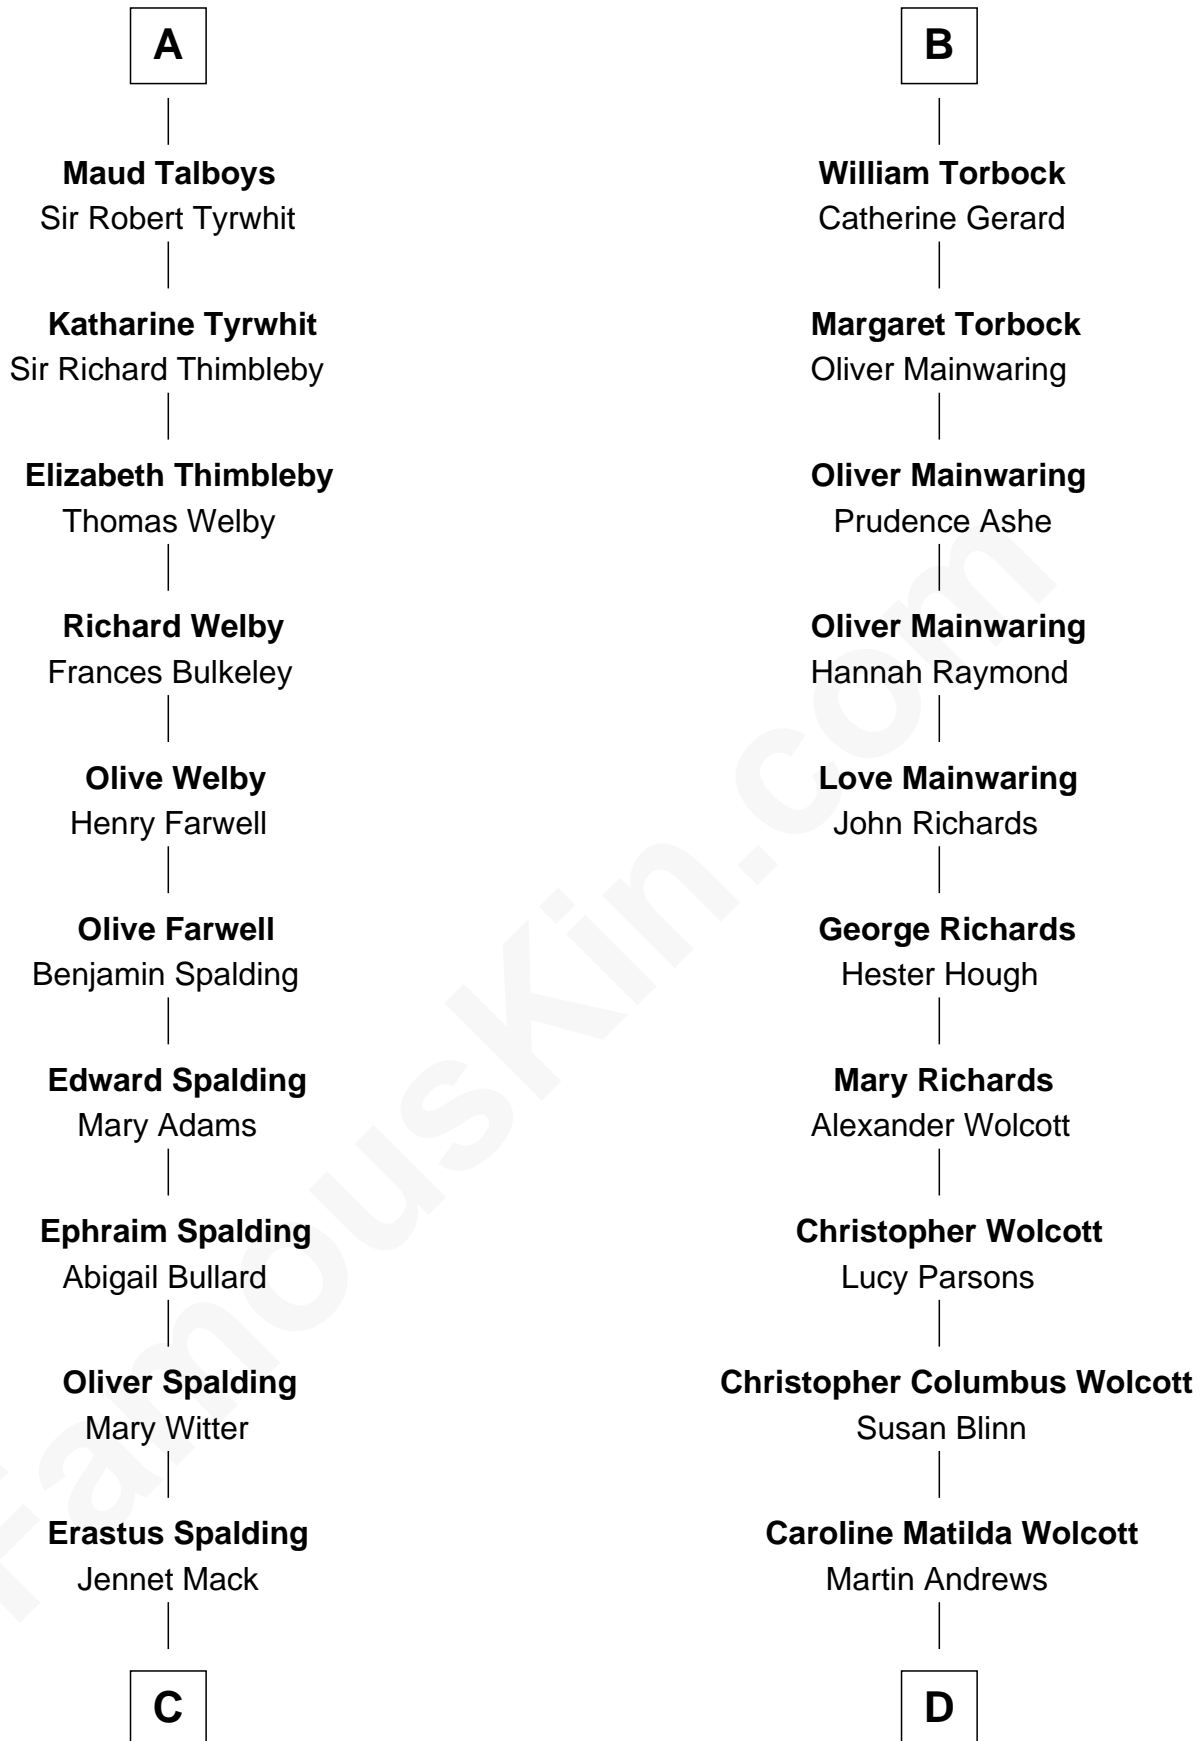 A
Maud Talboys
Sir Robert Tyrwhit
Katharine Tyrwhit
Sir Richard Thimbleby
Elizabeth Thimbleby
Thomas Welby
Richard Welby
Frances Bulkeley
Olive Welby
Henry Farwell
Olive Farwell
Benjamin Spalding
Edward Spalding
Mary Adams
Ephraim Spalding
Abigail Bullard
Oliver Spalding
Mary Witter
Erastus Spalding
Jennet Mack
C
B
William Torbock
Catherine Gerard
Margaret Torbock
Oliver Mainwaring
Oliver Mainwaring
Prudence Ashe
Oliver Mainwaring
Hannah Raymond
Love Mainwaring
John Richards
George Richards
Hester Hough
Mary Richards
Alexander Wolcott
Christopher Wolcott
Lucy Parsons
Christopher Columbus Wolcott
Susan Blinn
Caroline Matilda Wolcott
Martin Andrews
D
FamousKin.com